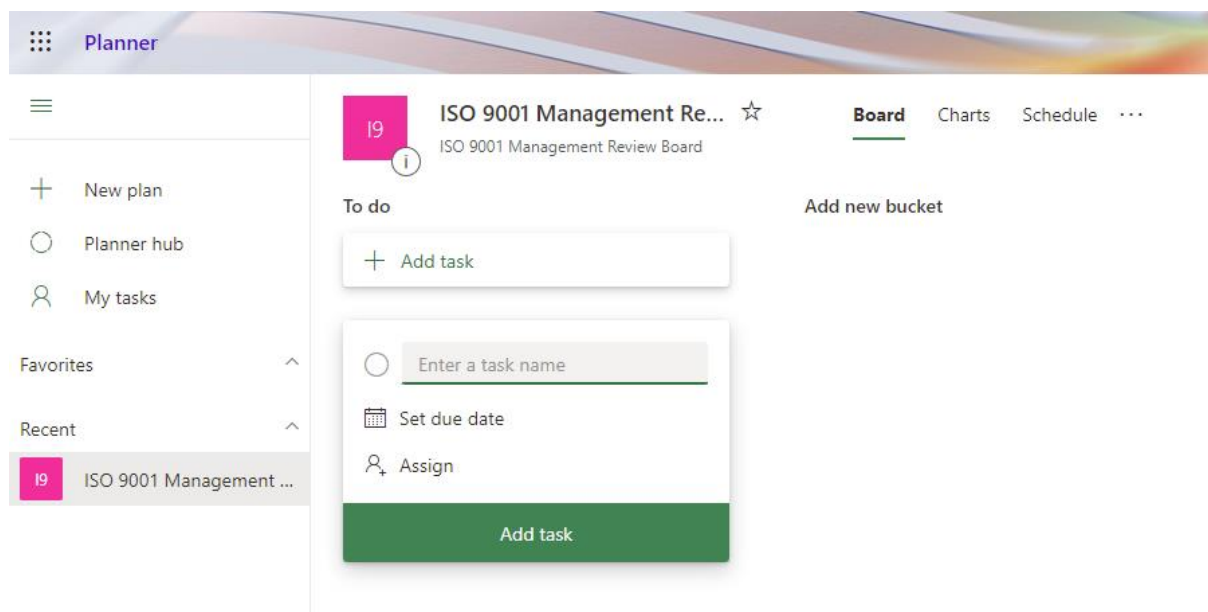 Planner
New plan
Planner hub
My tasks
Favorites
Recent
I9
ISO 9001 Management ...
I9
i
ISO 9001 Management Re...
ISO 9001 Management Review Board
Board Charts Schedule ...
To do
Add task
Enter a task name
Set due date
Assign
Add task
Add new bucket